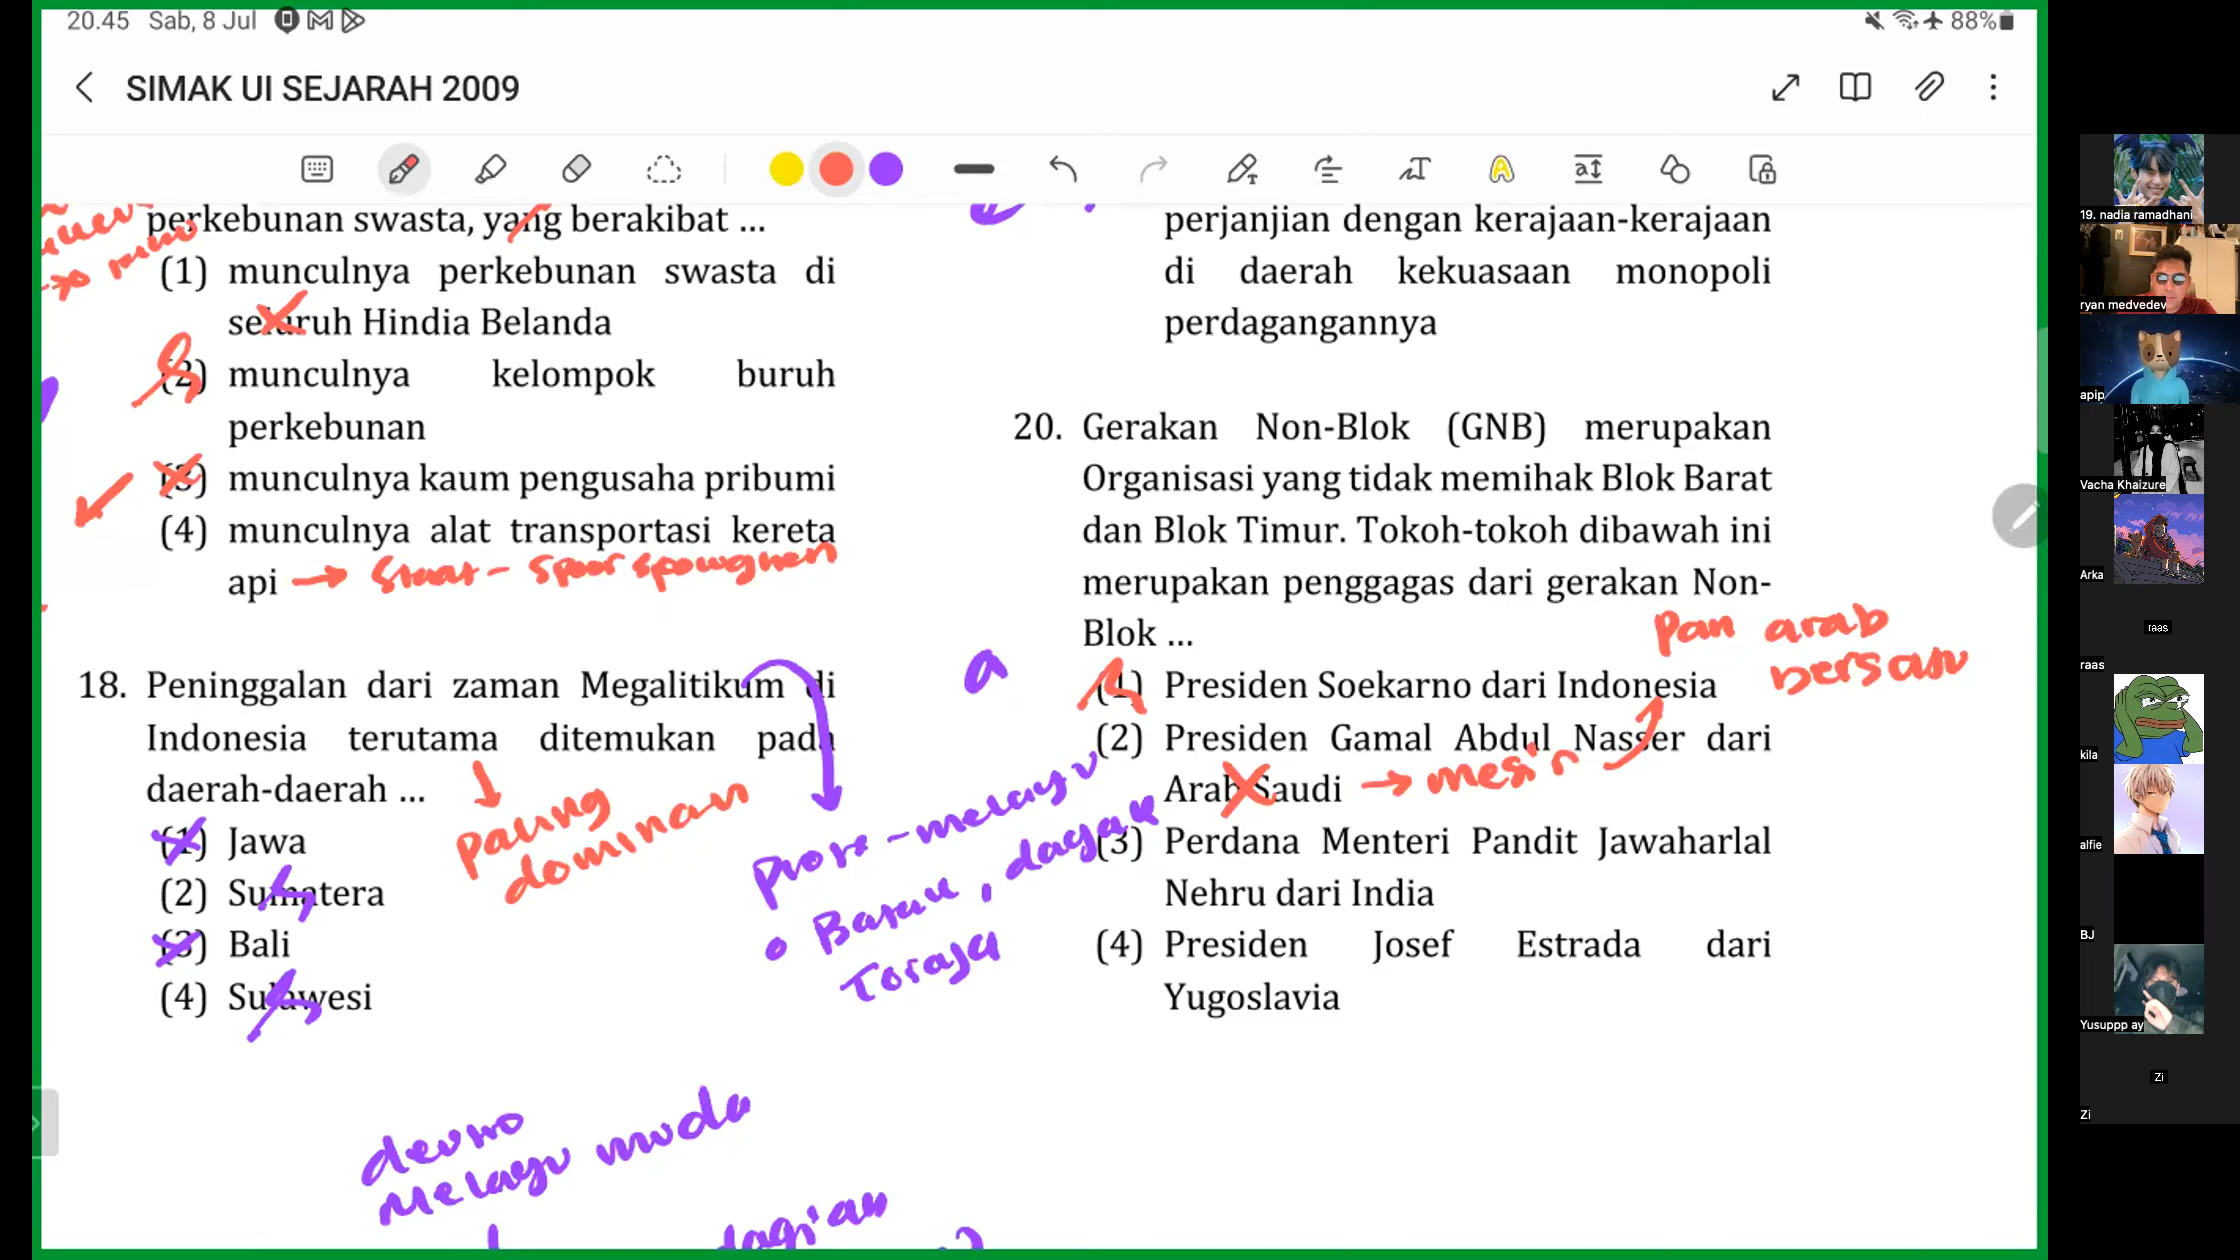 20.45 Sab, 8 Jul
88%
SIMAK UI SEJARAH 2009
perkebunan swasta, yang berakibat ...
(1) munculnya perkebunan swasta di
seluruh Hindia Belanda
(2) munculnya kelompok buruh
perkebunan
(3) munculnya kaum pengusaha pribumi
(4) munculnya alat transportasi kereta
api → Staat - Spoor
18. Peninggalan dari zaman Megalitikum di
Indonesia terutama ditemukan pada
daerah-daerah ...
paling
dominan
(1) Jawa
(2) Sumatera
(3) Bali
(4) Sulawesi
proto - melayu
• Batak, dayak
Toraja
deutro
Melayu muda
perjanjian dengan kerajaan-kerajaan
di daerah kekuasaan monopoli
perdagangannya
20. Gerakan Non-Blok (GNB) merupakan
Organisasi yang tidak memihak Blok Barat
dan Blok Timur. Tokoh-tokoh dibawah ini
merupakan penggagas dari gerakan Non-
Blok ...
Pan arab
bersatu
a
(1) Presiden Soekarno dari Indonesia
(2) Presiden Gamal Abdul Nasser dari
Arab Saudi → mesir
(3) Perdana Menteri Pandit Jawaharlal
Nehru dari India
(4) Presiden Josef Estrada dari
Yugoslavia
19. nadia ramadhani
ryan medvedev
apip
Vacha Khaizure
Arka
raas
raas
kila
alfie
BJ
Yusuppp ay
Zi
Zi